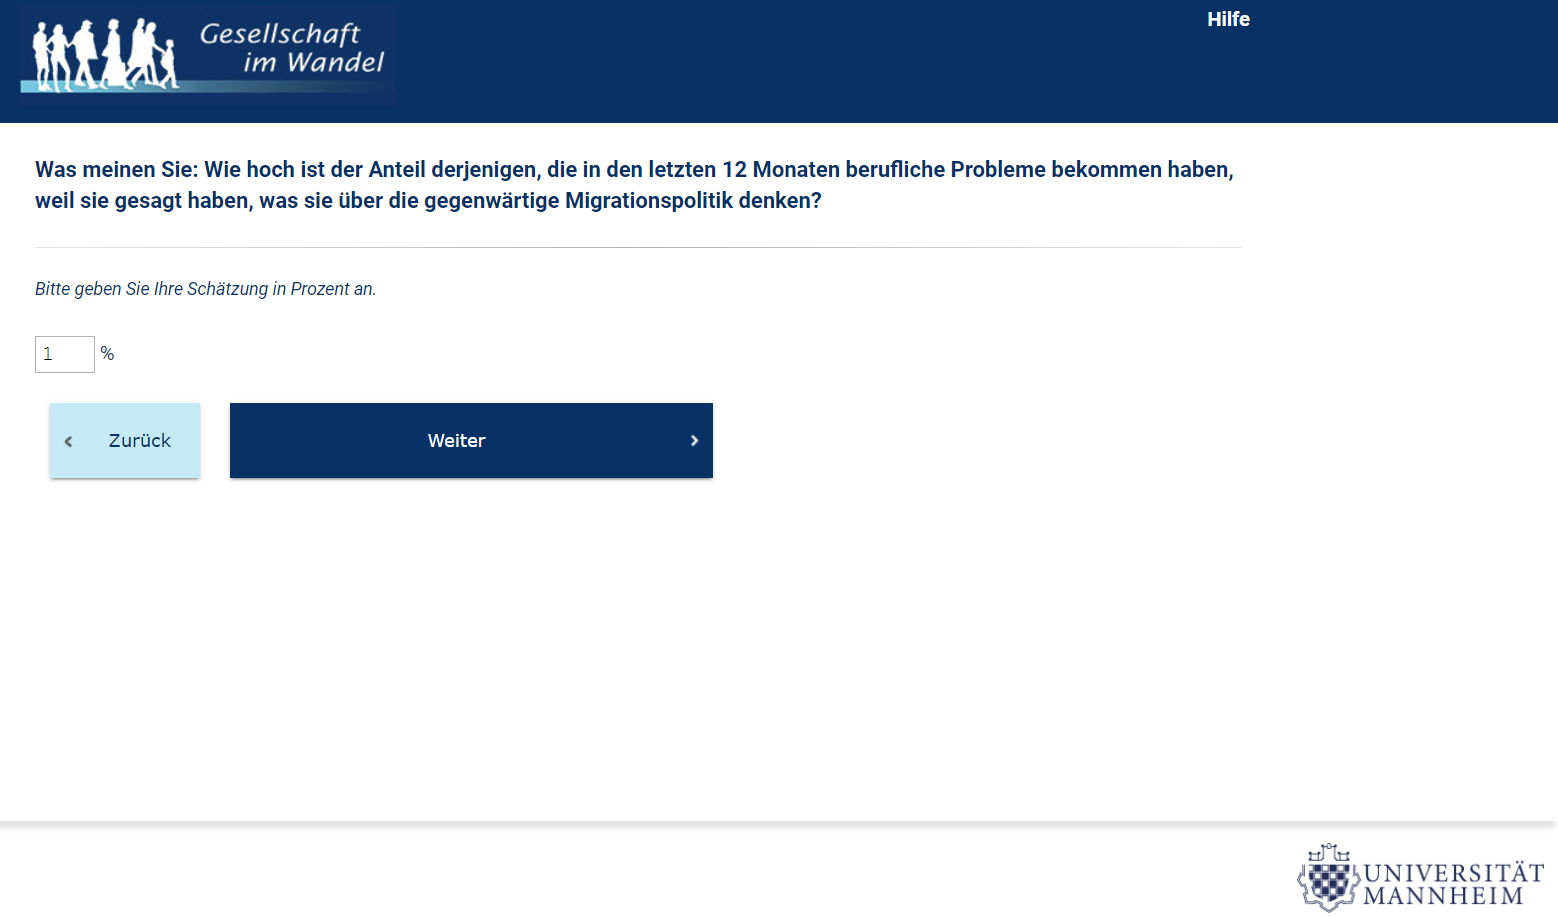 Gesellschaft
im Wandel
Hilfe
Was meinen Sie: Wie hoch ist der Anteil derjenigen, die in den letzten 12 Monaten berufliche Probleme bekommen haben,
weil sie gesagt haben, was sie über die gegenwärtige Migrationspolitik denken?
Bitte geben Sie Ihre Schätzung in Prozent an.
1 %
Zurück
Weiter
UNIVERSITÄT
MANNHEIM